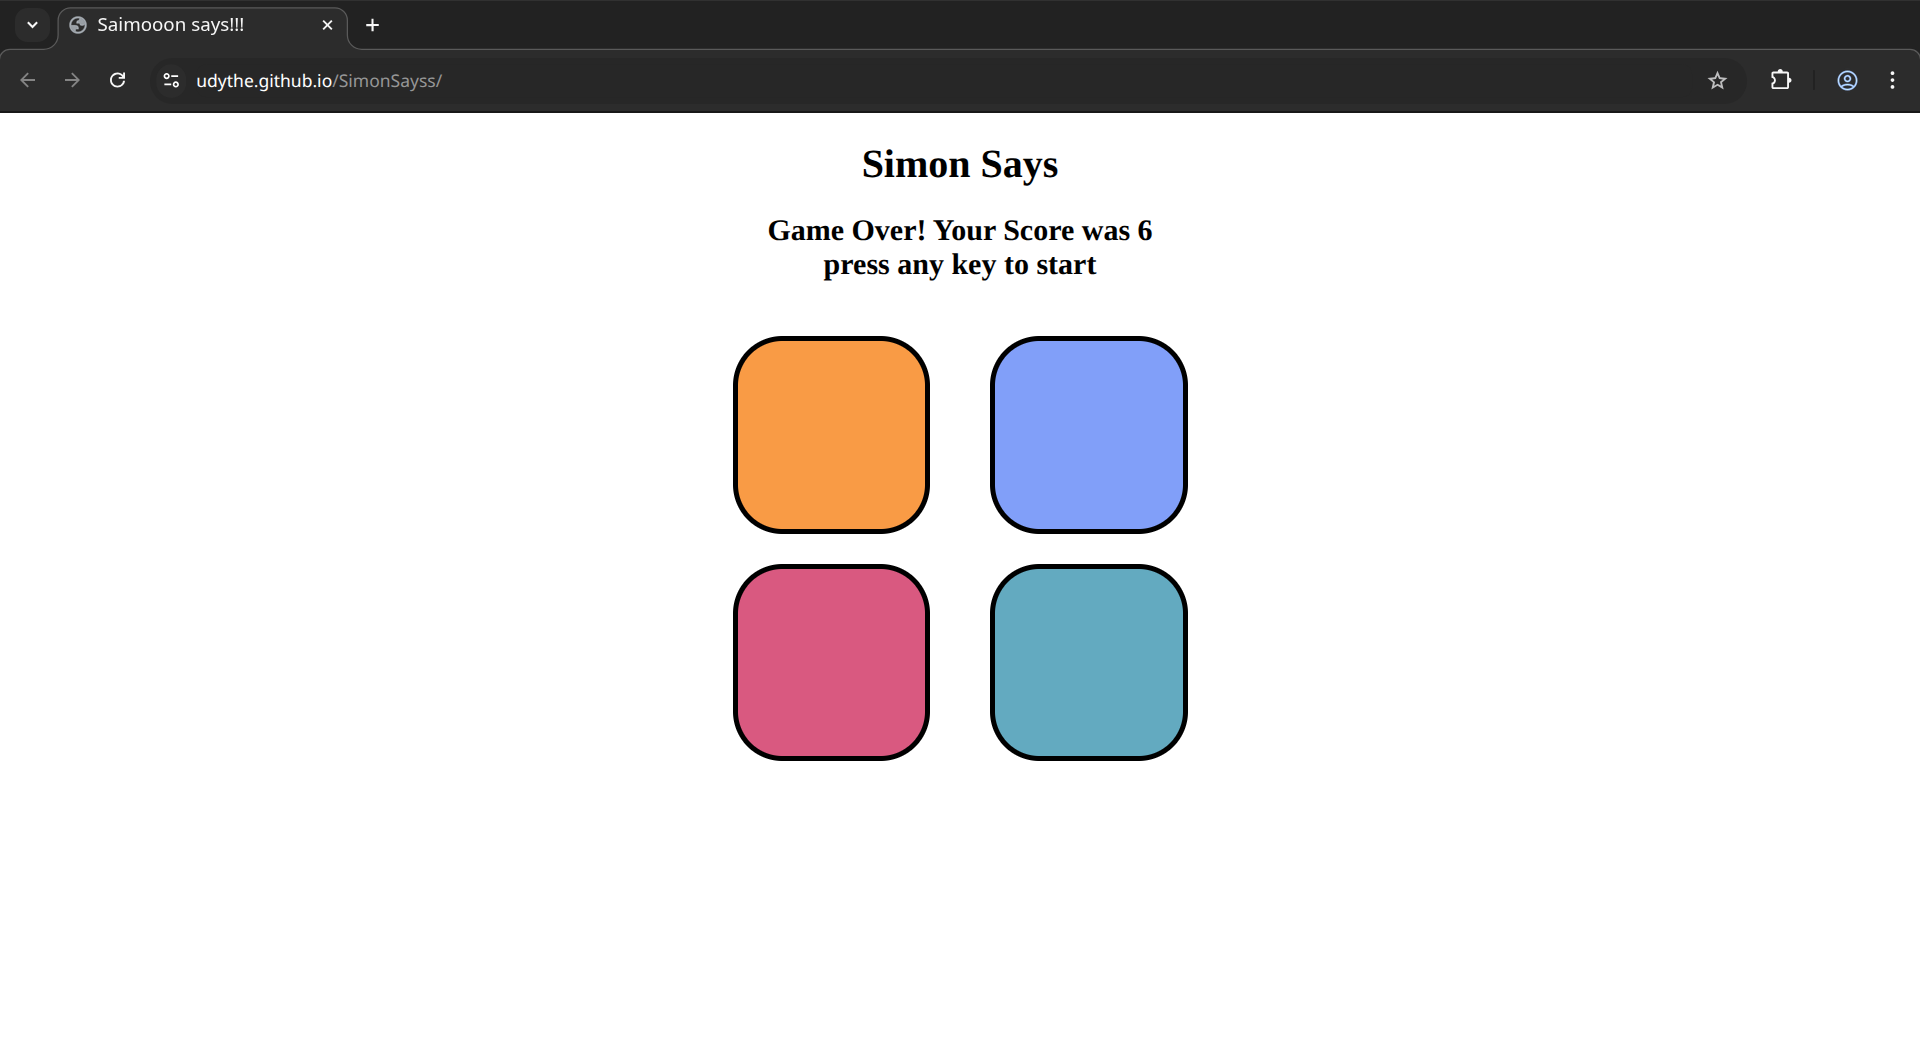 Saimooon says!!!
udythe.github.io/SimonSayss/
Simon Says
Game Over! Your Score was 6
press any key to start